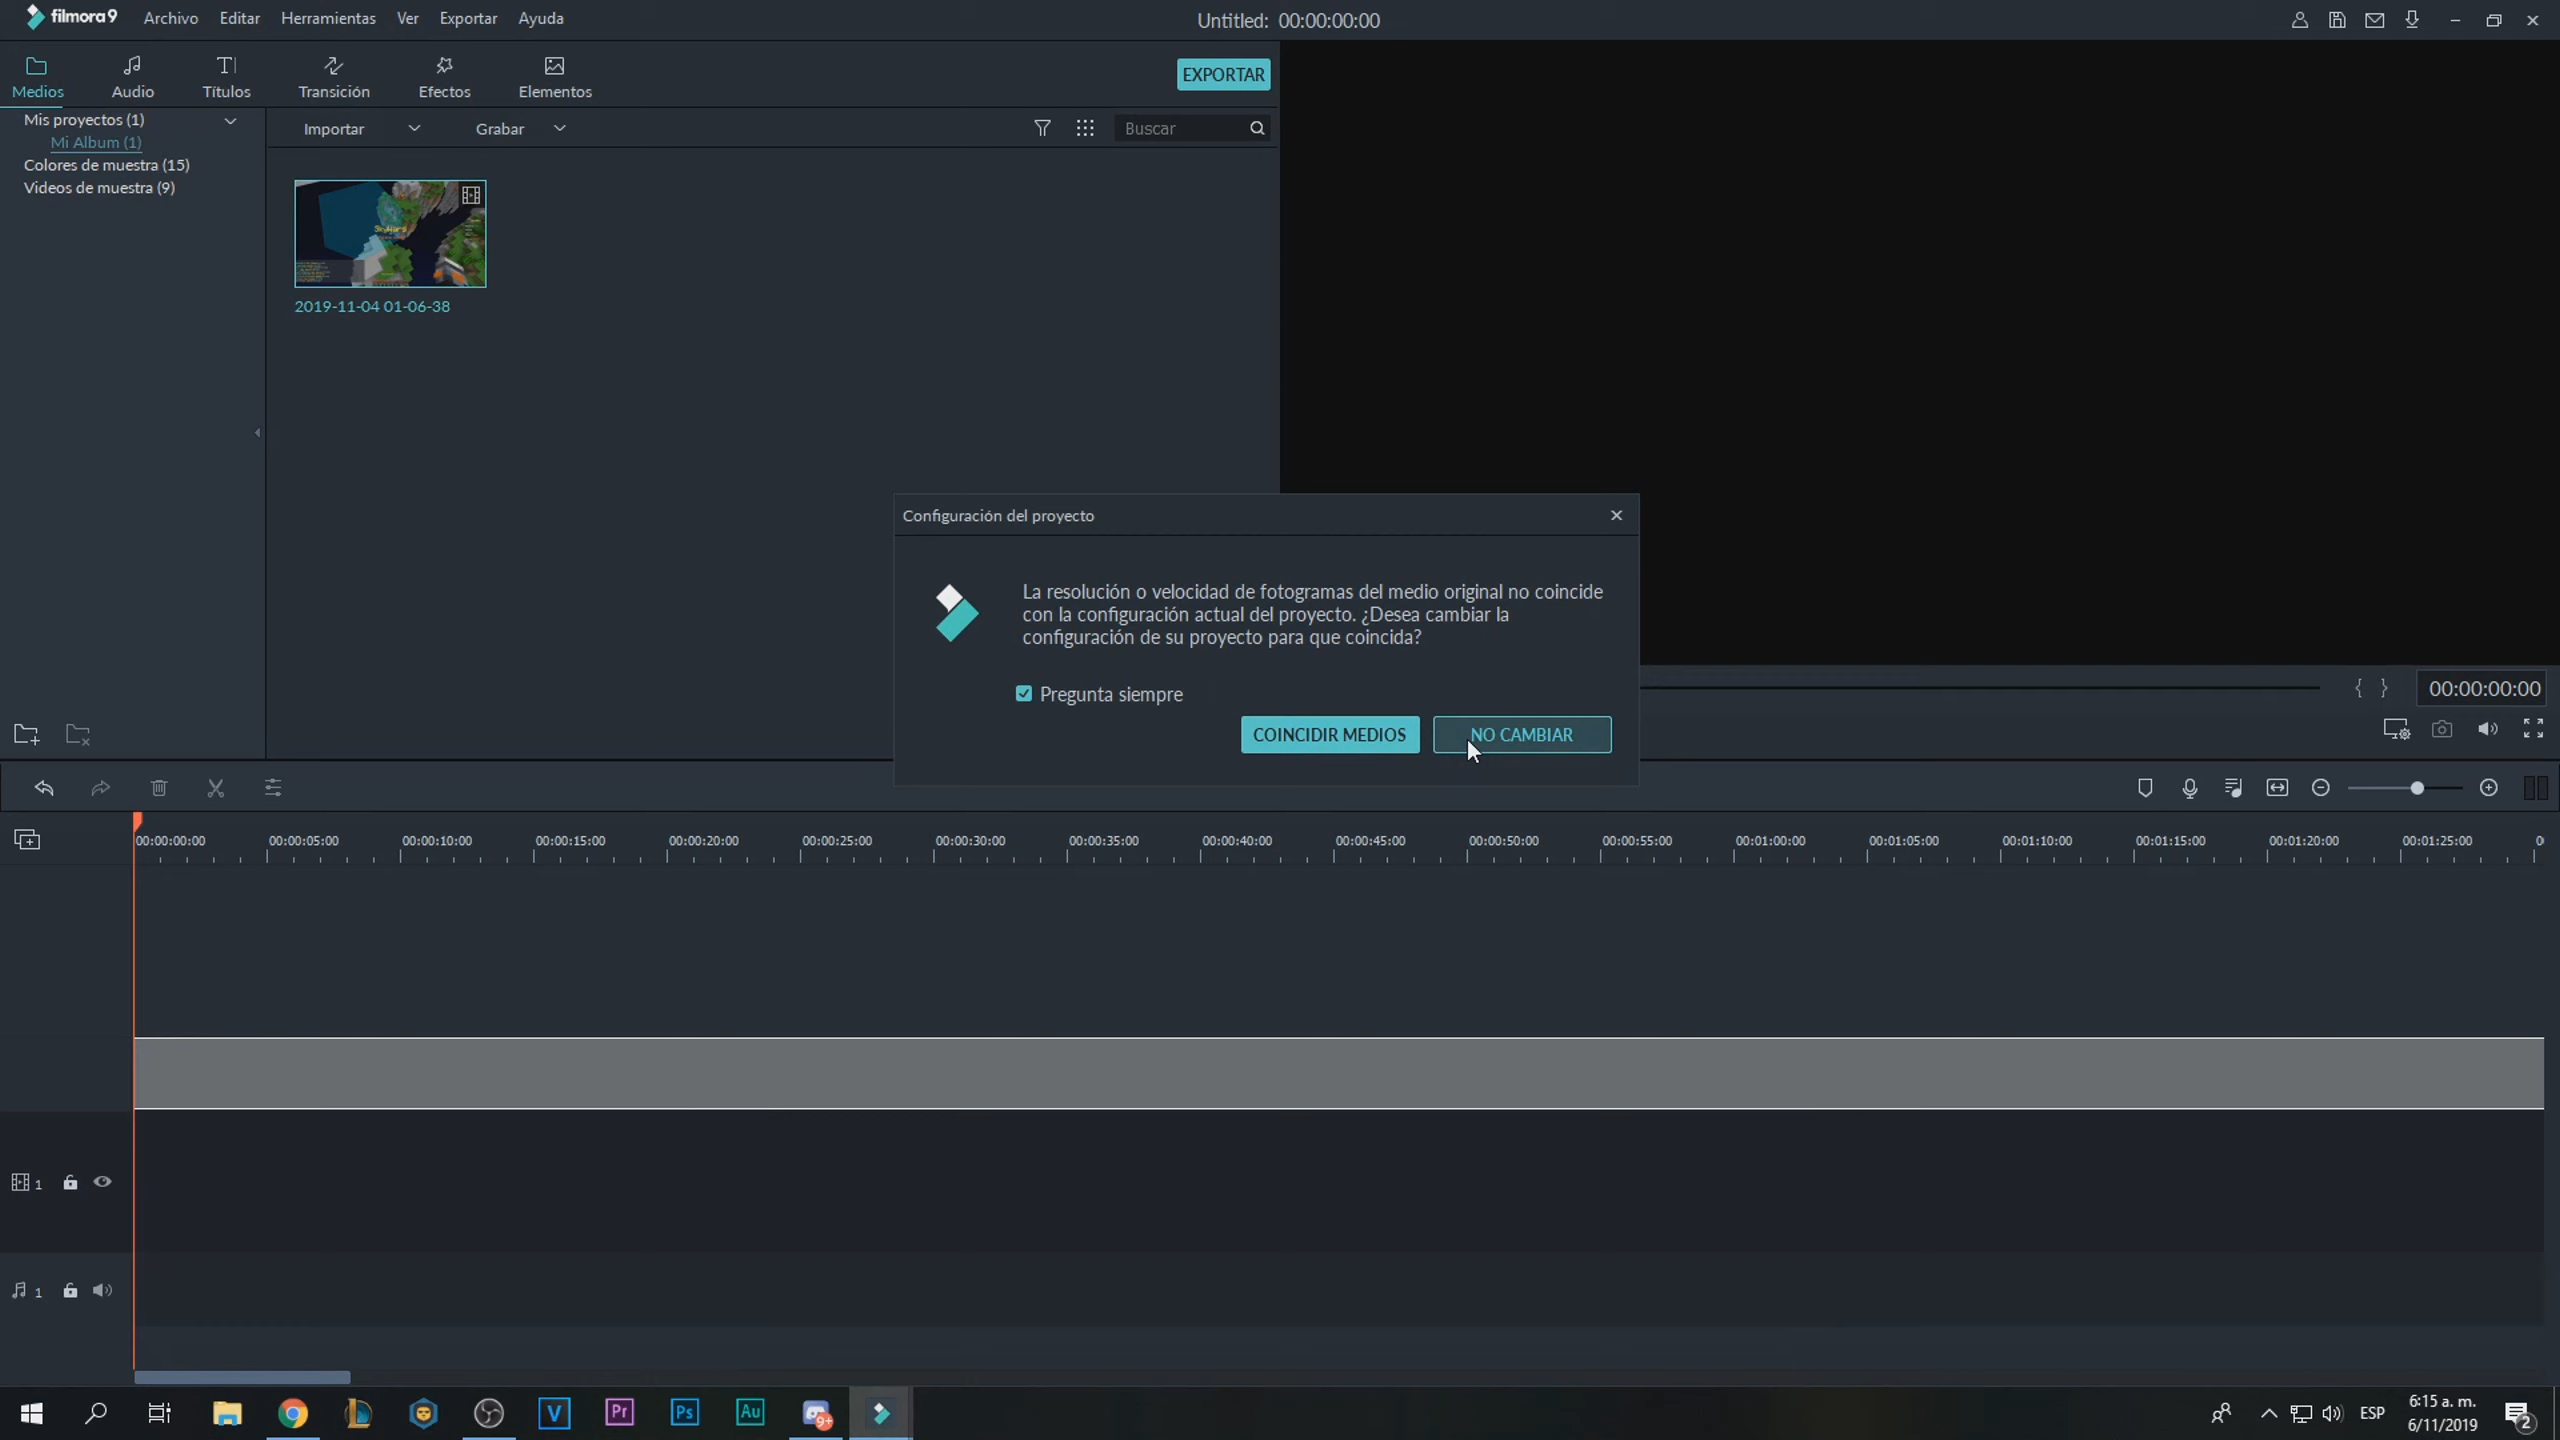 filmora9 Archivo Editar Herramientas Ver Exportar Ayuda Untitled: 00:00:00:00
Medios Audio Títulos Transición Efectos Elementos EXPORTAR
Mis proyectos (1)
Mi Album (1)
Colores de muestra (15)
Videos de muestra (9)
Importar Grabar Buscar
2019-11-04 01-06-38
Configuración del proyecto
La resolución o velocidad de fotogramas del medio original no coincide
con la configuración actual del proyecto. ¿Desea cambiar la
configuración de su proyecto para que coincida?
Pregunta siempre
COINCIDIR MEDIOS NO CAMBIAR
{ } 00:00:00:00
00:00:00:00 00:00:05:00 00:00:10:00 00:00:15:00 00:00:20:00 00:00:25:00 00:00:30:00 00:00:35:00 00:00:40:00 00:00:45:00 00:00:50:00 00:00:55:00 00:01:00:00 00:01:05:00 00:01:10:00 00:01:15:00 00:01:20:00 00:01:25:00
1
1
V Pr Ps Au 9+ ESP 6:15 a. m.
6/11/2019 2